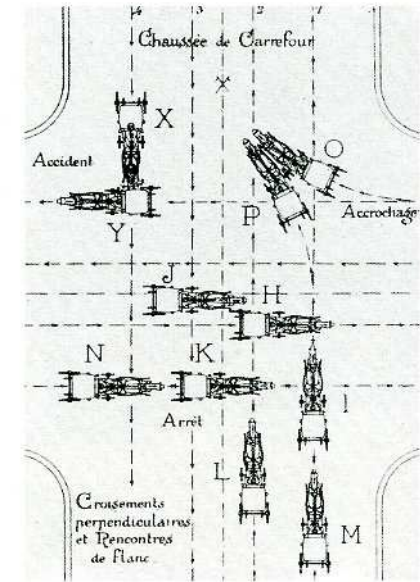 4 3 2 1
Chaussée de Carrefour
X
O
Accident
P
Accrochage
Y
J
H
N
K
I
Arrêt
L
Croisements
perpendiculaires
et Rencontres
de flanc.
M